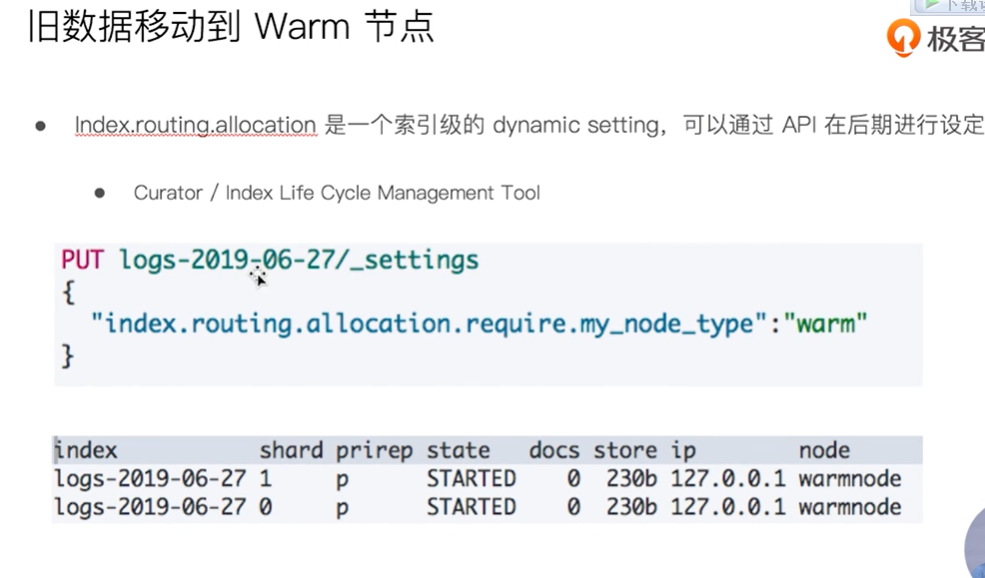 旧数据移动到 Warm 节点
极客
• Index.routing.allocation 是一个索引级的 dynamic setting，可以通过 API 在后期进行设定
• Curator / Index Life Cycle Management Tool
PUT logs-2019-06-27/_settings
{
"index.routing.allocation.require.my_node_type":"warm"
}
index shard prirep state docs store ip node
logs-2019-06-27 1 p STARTED 0 230b 127.0.0.1 warmnode
logs-2019-06-27 0 p STARTED 0 230b 127.0.0.1 warmnode